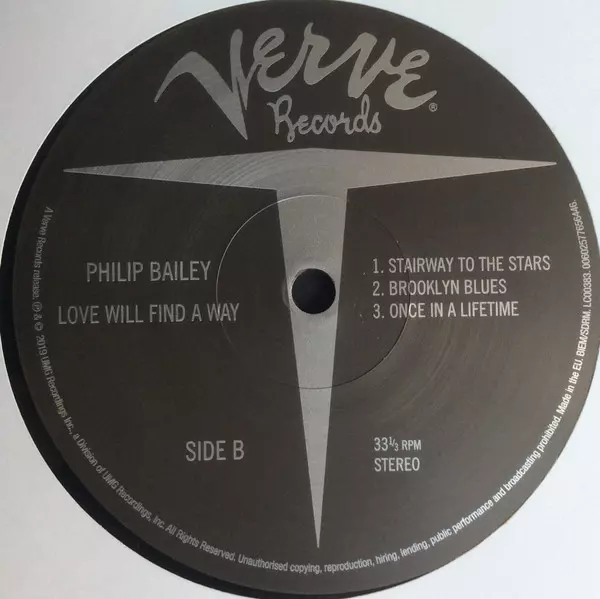 Verve
Records®
PHILIP BAILEY
LOVE WILL FIND A WAY
1. STAIRWAY TO THE STARS
2. BROOKLYN BLUES
3. ONCE IN A LIFETIME
SIDE B
33⅓ RPM
STEREO
A Verve Records release. ℗ & © 2019 UMG Recordings Inc., a Division of UMG Recordings, Inc. All Rights Reserved. Unauthorised copying, reproduction, hiring, lending, public performance and broadcasting prohibited. Made in the EU. BIEM/SDRM. LC00383. 00602577656446.